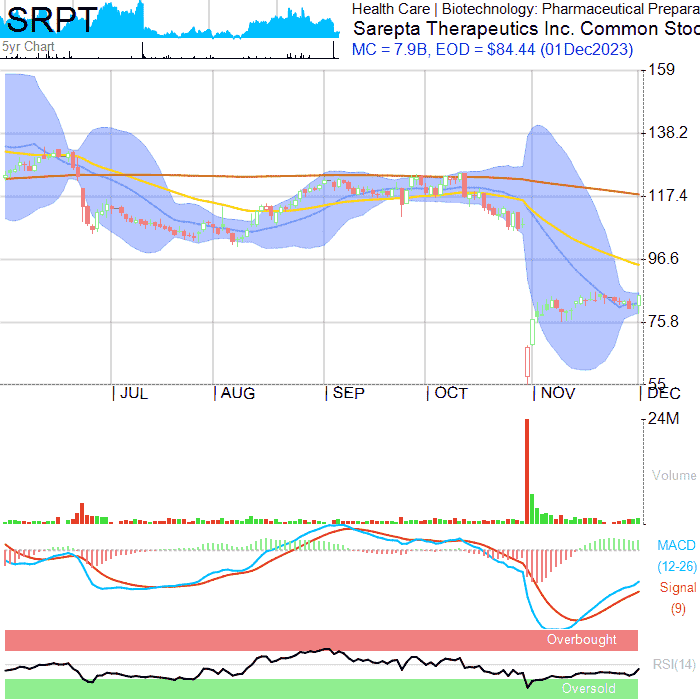 SRPT
5yr Chart
Health Care | Biotechnology: Pharmaceutical Prepara
Sarepta Therapeutics Inc. Common Stoc
MC = 7.9B, EOD = $84.44 (01Dec2023)
159
138.2
117.4
96.6
75.8
55
JUL AUG SEP OCT NOV DEC
24M
Volume
MACD
(12-26)
Signal
(9)
Overbought
RSI(14)
Oversold